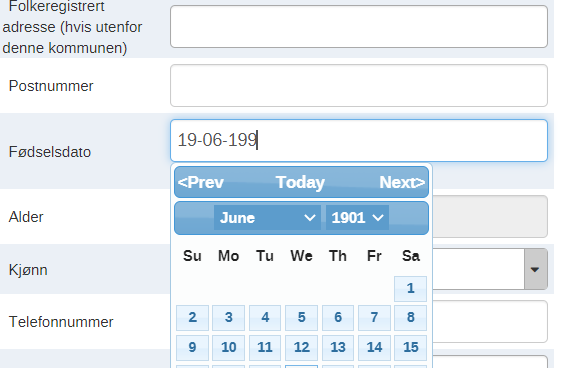 Folkeregistrert
adresse (hvis utenfor
denne kommunen)
Postnummer
Fødselsdato
19-06-199
<Prev Today Next>
June 1901
Su Mo Tu We Th Fr Sa
1
2 3 4 5 6 7 8
9 10 11 12 13 14 15
Alder
Kjønn
Telefonnummer